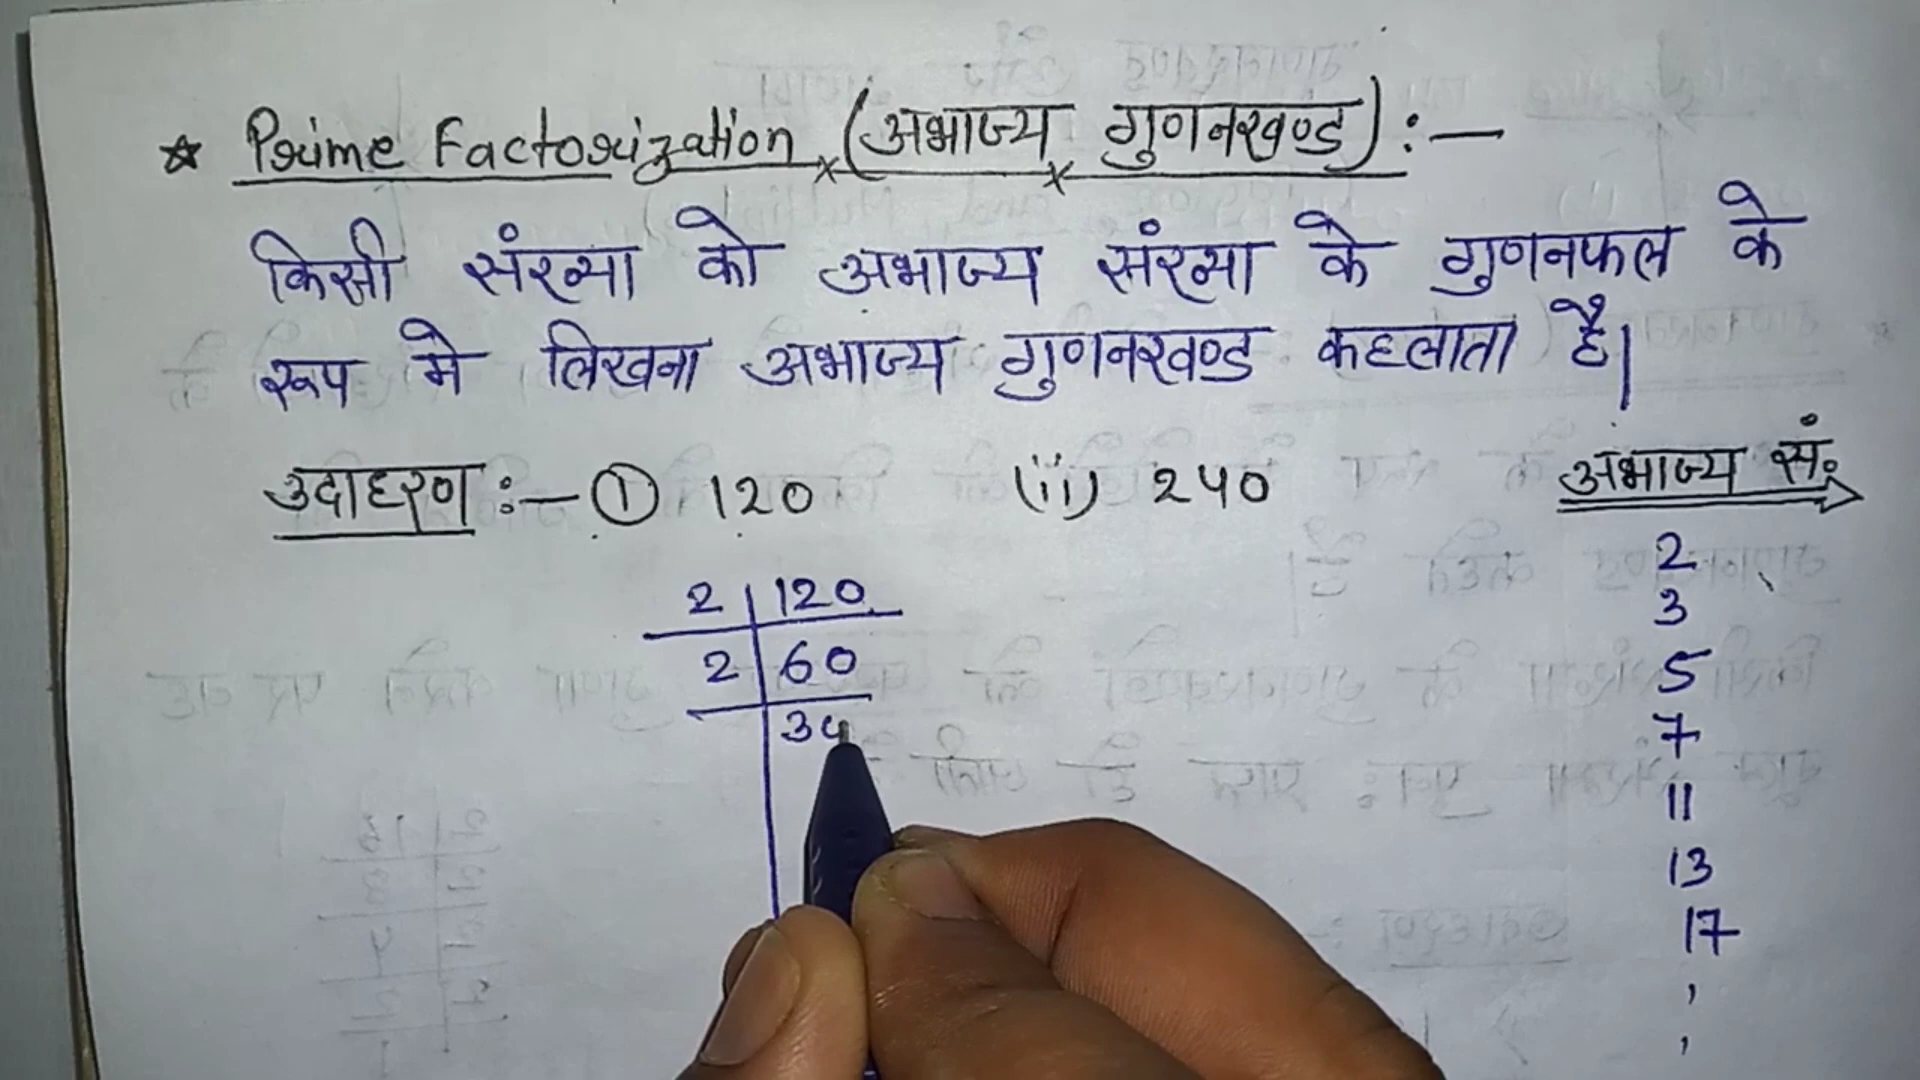 ☆ Prime Factorization (अभाज्य गुणनखण्ड) :—
किसी संख्या को अभाज्य संख्या के गुणनफल के
रूप मे लिखना अभाज्य गुणनखण्ड कहलाता है।
उदाहरण :— ① 120 (ii) 240
2 | 120
2 | 60
3
अभाज्य सं.
2
3
5
7
11
13
17
,
,